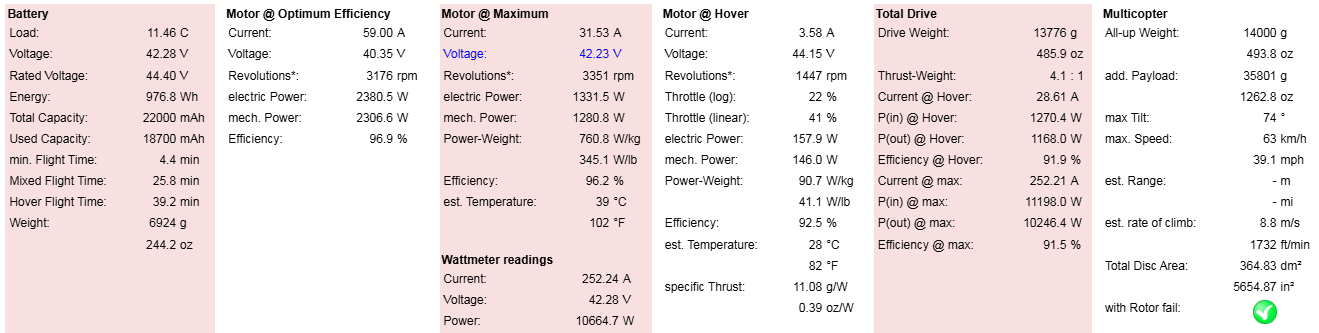 Battery
Load: 11.46 C
Voltage: 42.28 V
Rated Voltage: 44.40 V
Energy: 976.8 Wh
Total Capacity: 22000 mAh
Used Capacity: 18700 mAh
min. Flight Time: 4.4 min
Mixed Flight Time: 25.8 min
Hover Flight Time: 39.2 min
Weight: 6924 g
244.2 oz
Motor @ Optimum Efficiency
Current: 59.00 A
Voltage: 40.35 V
Revolutions*: 3176 rpm
electric Power: 2380.5 W
mech. Power: 2306.6 W
Efficiency: 96.9 %
Motor @ Maximum
Current: 31.53 A
Voltage: 42.23 V
Revolutions*: 3351 rpm
electric Power: 1331.5 W
mech. Power: 1280.8 W
Power-Weight: 760.8 W/kg
345.1 W/lb
Efficiency: 96.2 %
est. Temperature: 39 °C
102 °F
Wattmeter readings
Current: 252.24 A
Voltage: 42.28 V
Power: 10664.7 W
Motor @ Hover
Current: 3.58 A
Voltage: 44.15 V
Revolutions*: 1447 rpm
Throttle (log): 22 %
Throttle (linear): 41 %
electric Power: 157.9 W
mech. Power: 146.0 W
Power-Weight: 90.7 W/kg
41.1 W/lb
Efficiency: 92.5 %
est. Temperature: 28 °C
82 °F
specific Thrust: 11.08 g/W
0.39 oz/W
Total Drive
Drive Weight: 13776 g
485.9 oz
Thrust-Weight: 4.1 : 1
Current @ Hover: 28.61 A
P(in) @ Hover: 1270.4 W
P(out) @ Hover: 1168.0 W
Efficiency @ Hover: 91.9 %
Current @ max: 252.21 A
P(in) @ max: 11198.0 W
P(out) @ max: 10246.4 W
Efficiency @ max: 91.5 %
Multicopter
All-up Weight: 14000 g
493.8 oz
add. Payload: 35801 g
1262.8 oz
max Tilt: 74 °
max. Speed: 63 km/h
39.1 mph
est. Range: - m
- mi
est. rate of climb: 8.8 m/s
1732 ft/min
Total Disc Area: 364.83 dm²
5654.87 in²
with Rotor fail: